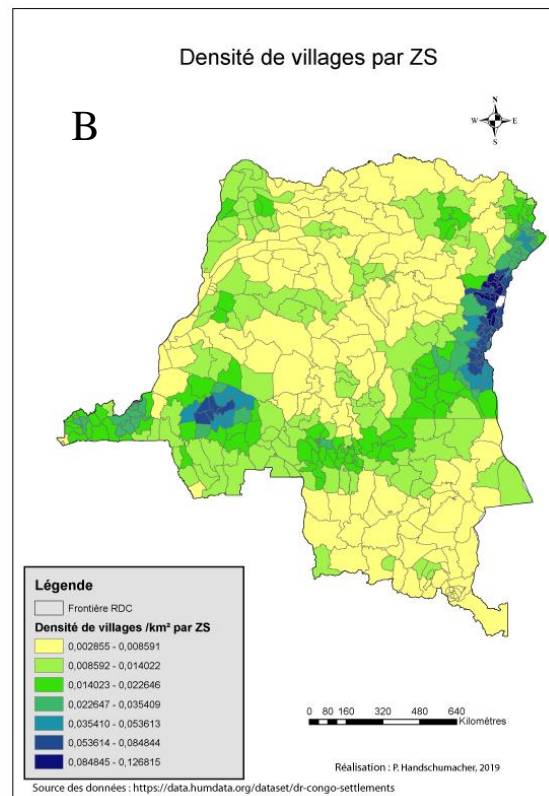 Densité de villages par ZS
B
N
W E
S
Légende
Frontière RDC
Densité de villages /km² par ZS
0,002855 - 0,008591
0,008592 - 0,014022
0,014023 - 0,022646
0,022647 - 0,035409
0,035410 - 0,053613
0,053614 - 0,084844
0,084845 - 0,126815
0 80 160 320 480 640
Kilomètres
Réalisation : P. Handschumacher, 2019
Source des données : https://data.humdata.org/dataset/dr-congo-settlements